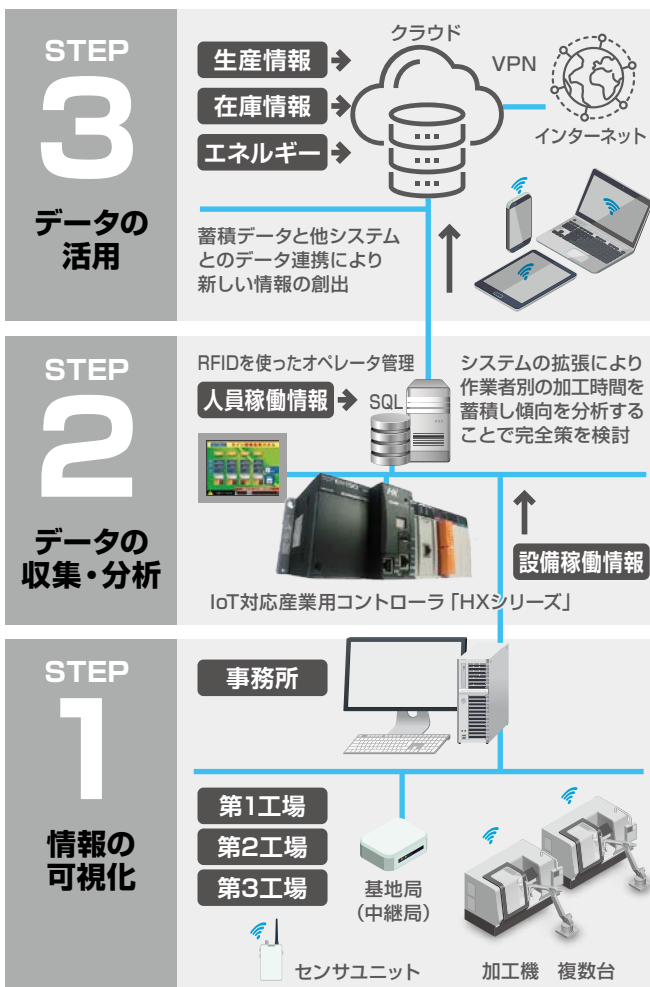 STEP
3
データの
活用
生産情報
在庫情報
エネルギー
クラウド
VPN
インターネット
蓄積データと他システム
とのデータ連携により
新しい情報の創出
STEP
2
データの
収集・分析
RFIDを使ったオペレータ管理
人員稼働情報
SQL
システムの拡張により
作業者別の加工時間を
蓄積し傾向を分析する
ことで完全策を検討
設備稼働情報
IoT対応産業用コントローラ「HXシリーズ」
STEP
1
情報の
可視化
事務所
第1工場
第2工場
第3工場
基地局
(中継局)
センサユニット
加工機 複数台